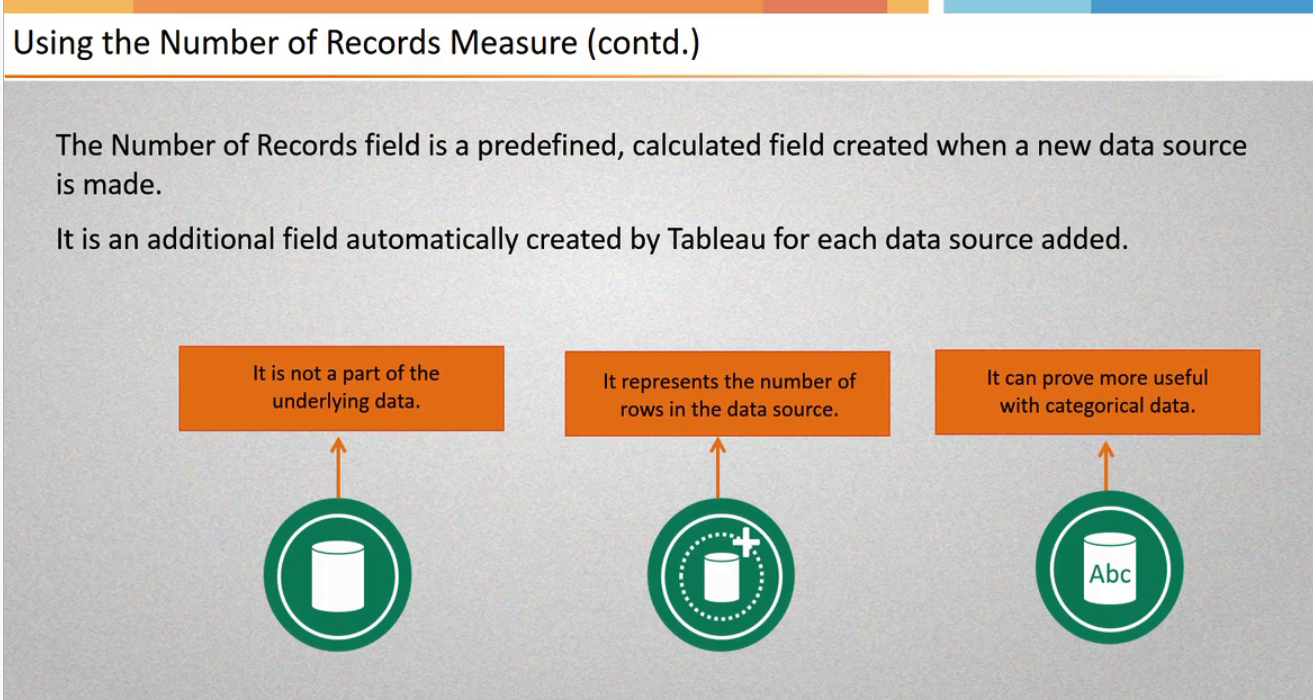 Using the Number of Records Measure (contd.)
The Number of Records field is a predefined, calculated field created when a new data source
is made.
It is an additional field automatically created by Tableau for each data source added.
It is not a part of the
underlying data.
It represents the number of
rows in the data source.
It can prove more useful
with categorical data.
Abc